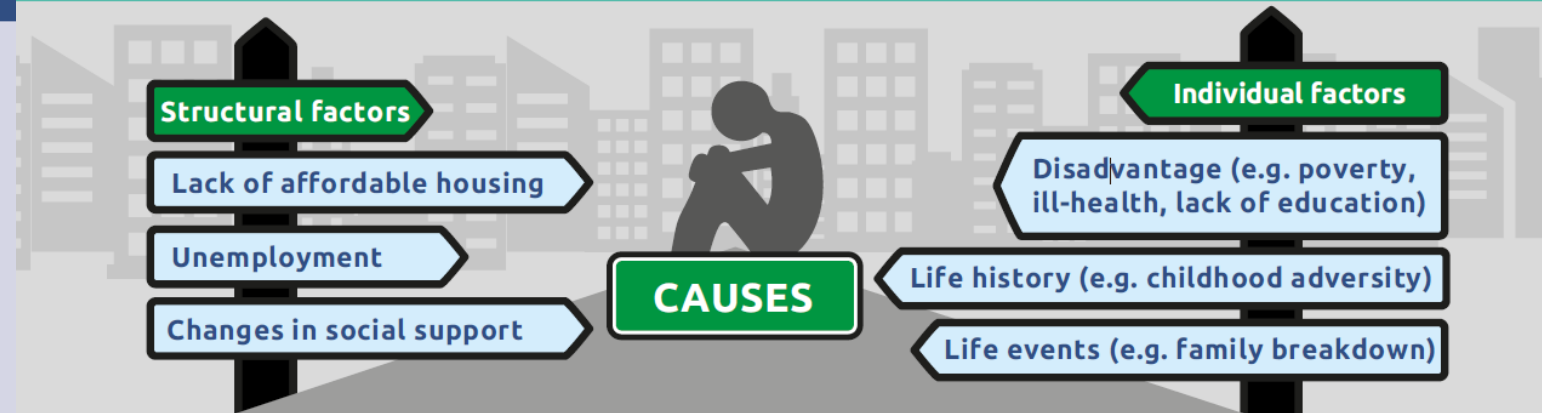 Structural factors
Lack of affordable housing
Unemployment
Changes in social support
CAUSES
Individual factors
Disadvantage (e.g. poverty,
ill-health, lack of education)
Life history (e.g. childhood adversity)
Life events (e.g. family breakdown)